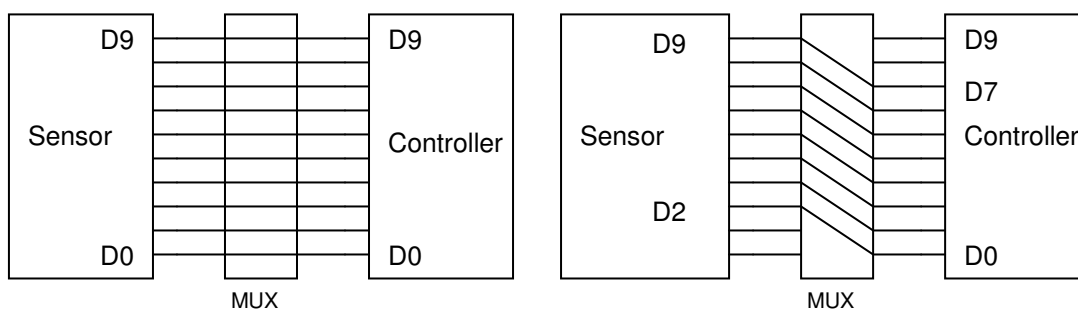 D9
Sensor
D0
MUX
D9
Controller
D0
D9
Sensor
D2
MUX
D9
D7
Controller
D0